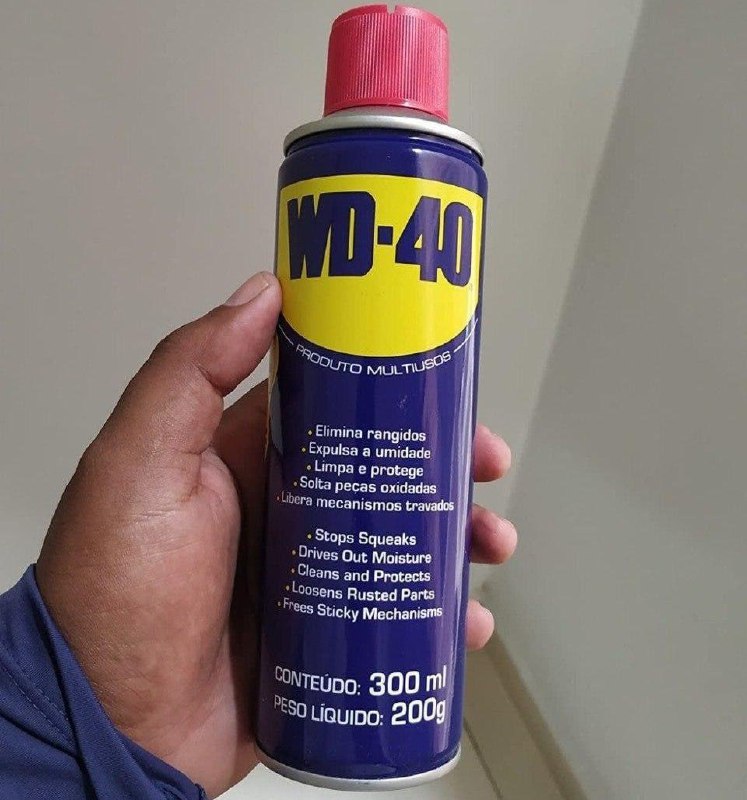 WD-40
PRODUTO MULTIUSOS
• Elimina rangidos
• Expulsa a umidade
• Limpa e protege
• Solta peças oxidadas
• Libera mecanismos travados
• Stops Squeaks
• Drives Out Moisture
• Cleans and Protects
• Loosens Rusted Parts
• Frees Sticky Mechanisms
CONTEÚDO: 300 ml
PESO LÍQUIDO: 200g